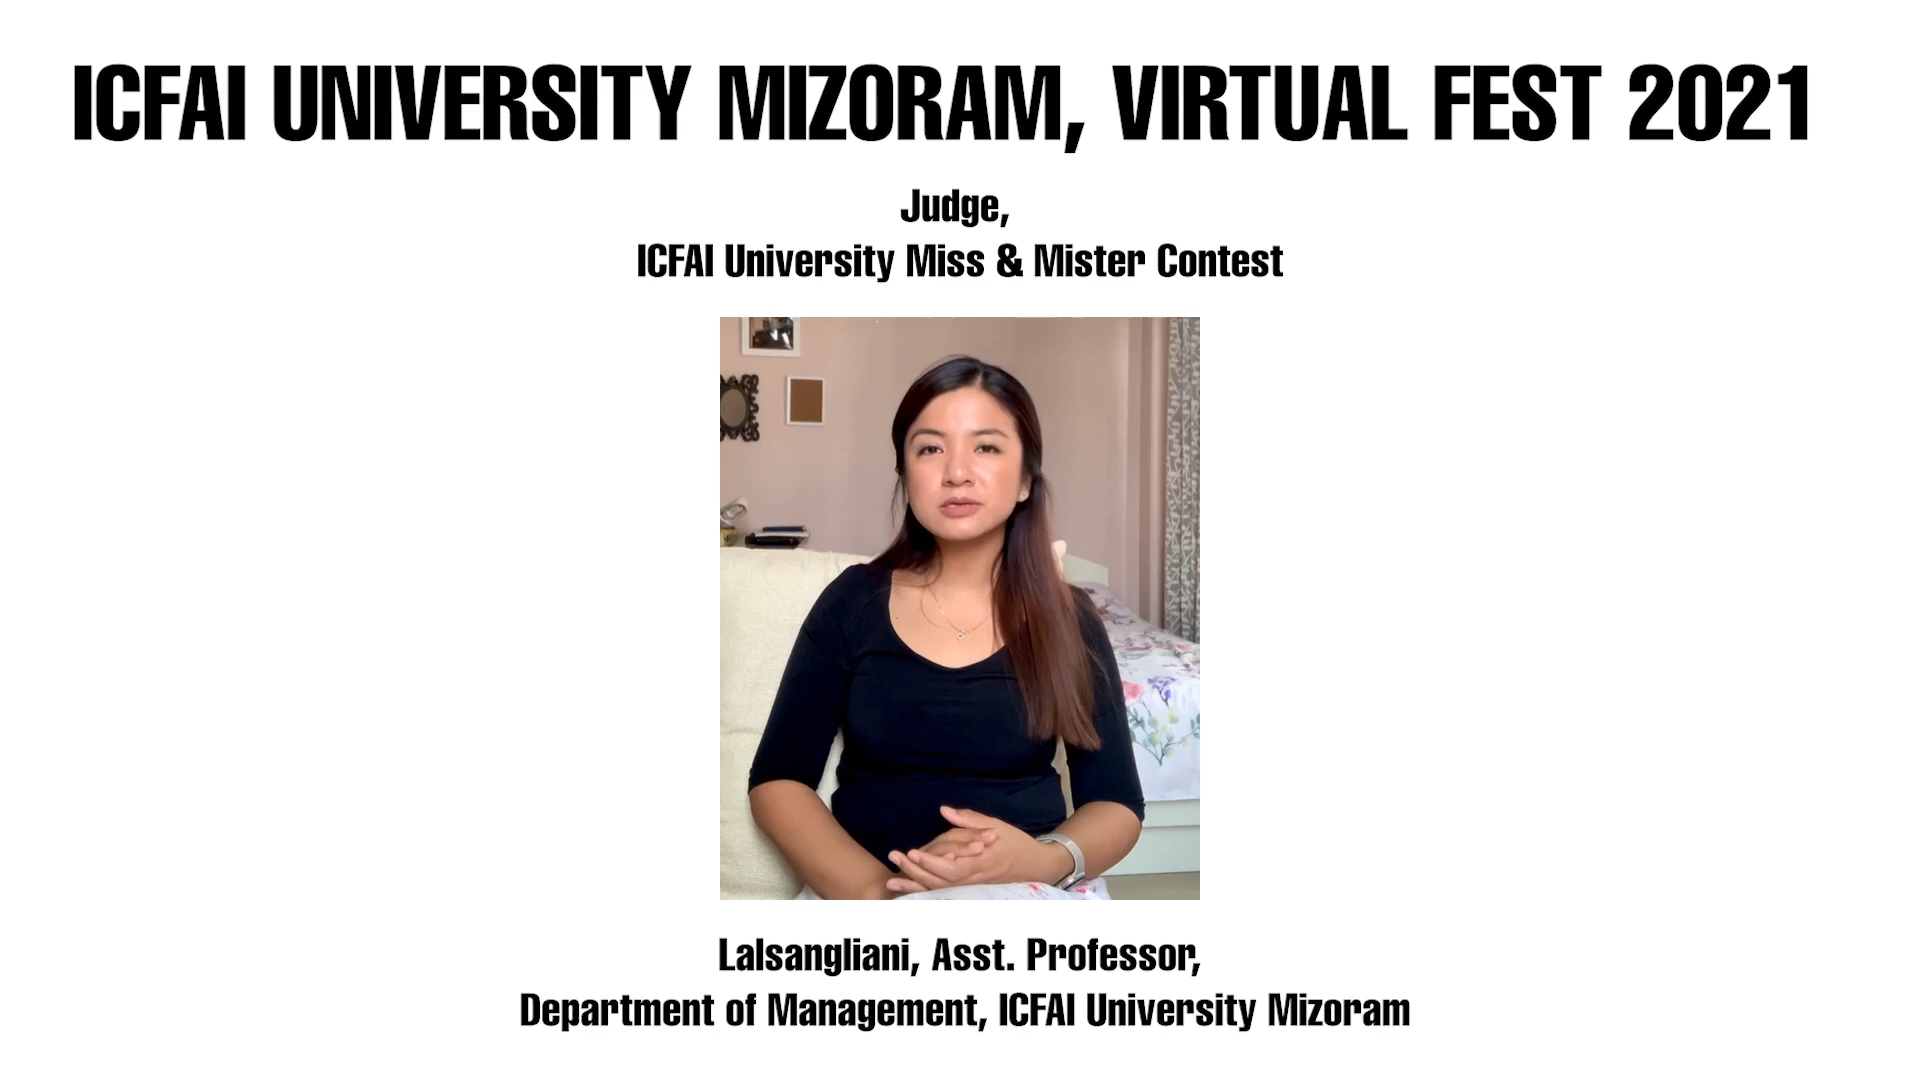 ICFAI UNIVERSITY MIZORAM, VIRTUAL FEST 2021
Judge,
ICFAI University Miss & Mister Contest
Lalsangliani, Asst. Professor,
Department of Management, ICFAI University Mizoram